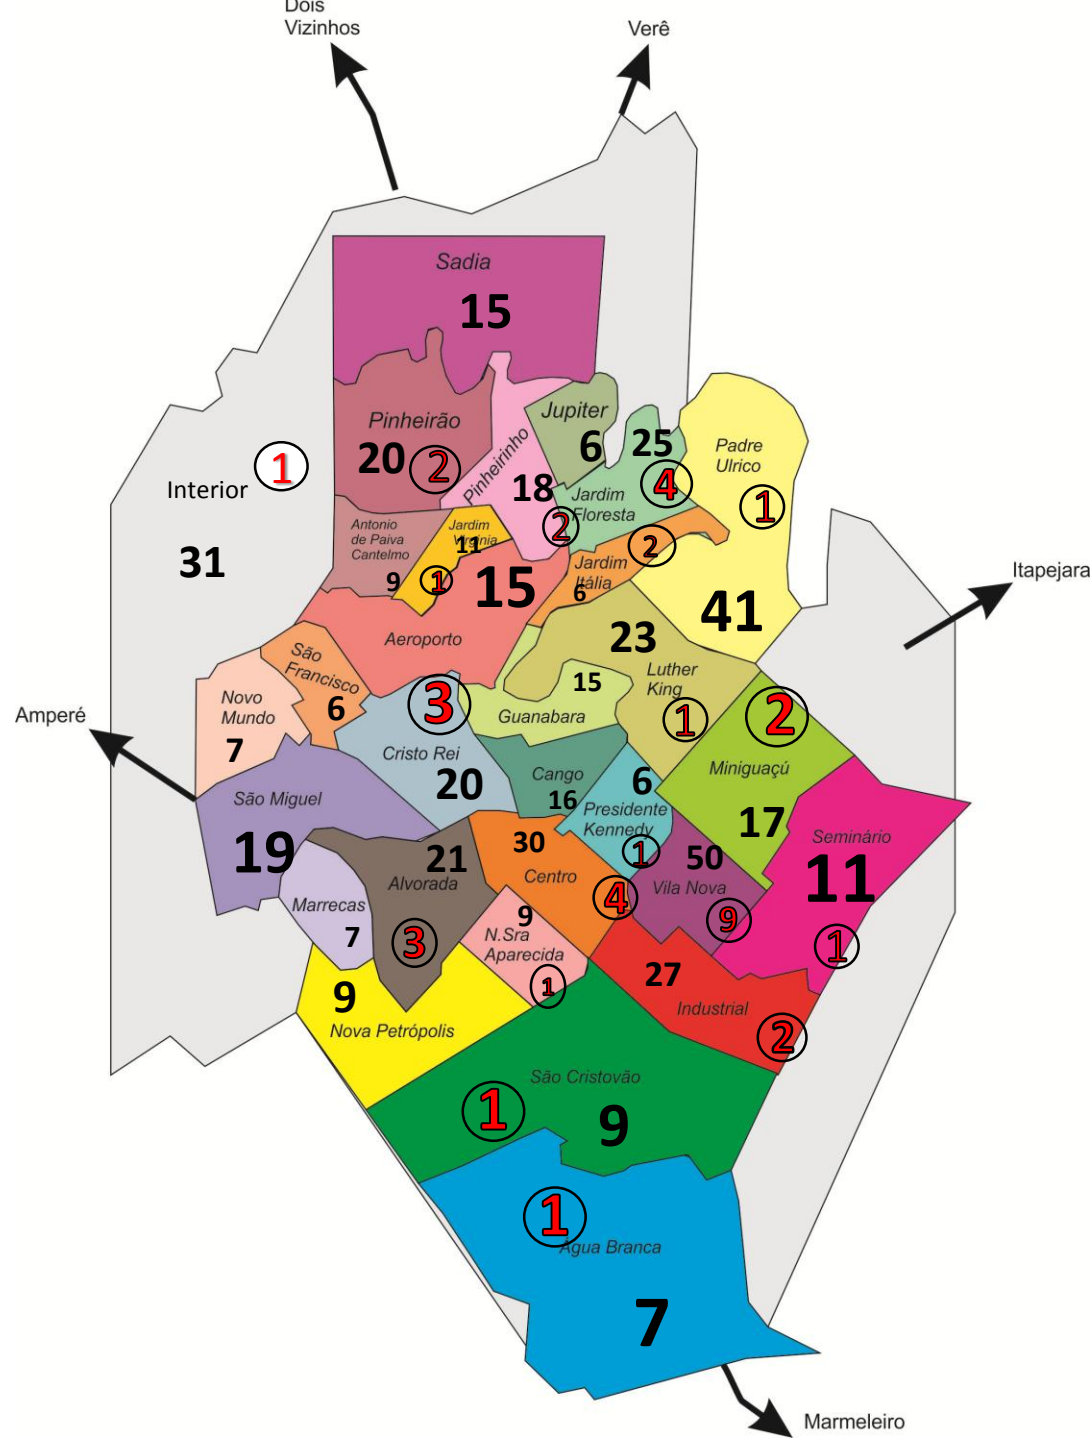 Dois
Vizinhos
Verê
Sadia
15
Pinheirão
20
2
Pinheirinho
18
2
Jupiter
6
25
4
Jardim
Floresta
Padre
Ulrico
1
41
Interior
1
31
Antonio
de Paiva
Cantelmo
9
Jardim
Virginia
11
1
15
Aeroporto
2
Jardim
Itália
6
Itapejara
23
Luther
King
1
15
Guanabara
São
Francisco
6
Novo
Mundo
7
Amperé
3
Cristo Rei
20
2
Miniguaçú
17
Cango
16
6
Presidente
Kennedy
1
São Miguel
19
21
Alvorada
3
30
Centro
4
50
Vila Nova
9
Seminário
11
1
Marrecas
7
9
N.Sra
Aparecida
1
27
Industrial
2
9
Nova Petrópolis
São Cristovão
1
9
1
Água Branca
7
Marmeleiro